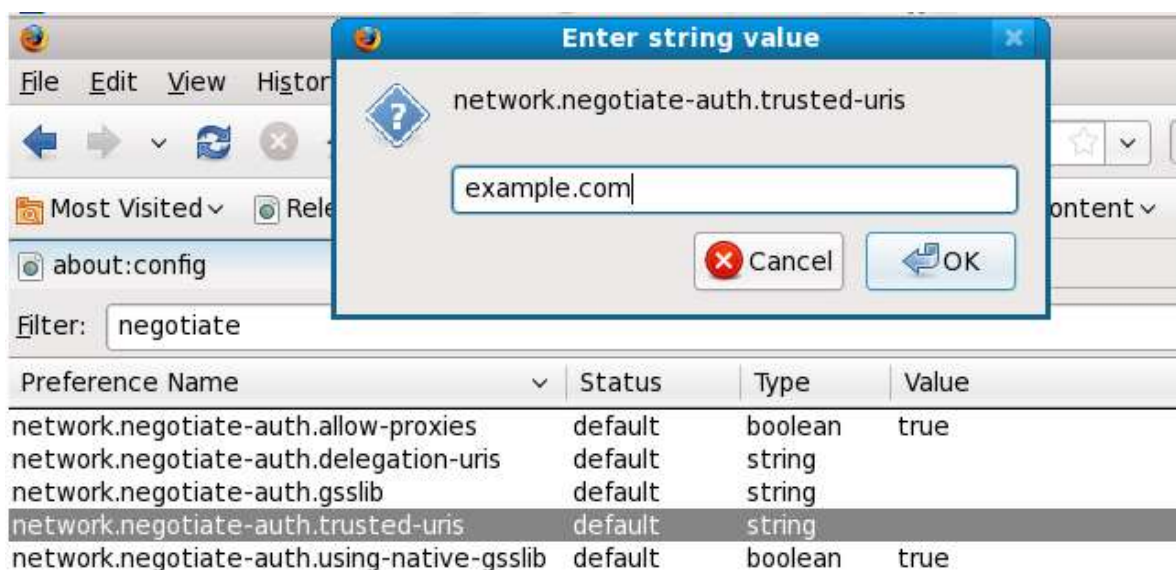 Enter string value
File Edit View Histor
network.negotiate-auth.trusted-uris
example.com
Most Visited Rele ontent
Cancel OK
about:config
Filter: negotiate
Preference Name Status Type Value
network.negotiate-auth.allow-proxies default boolean true
network.negotiate-auth.delegation-uris default string
network.negotiate-auth.gsslib default string
network.negotiate-auth.trusted-uris default string
network.negotiate-auth.using-native-gsslib default boolean true